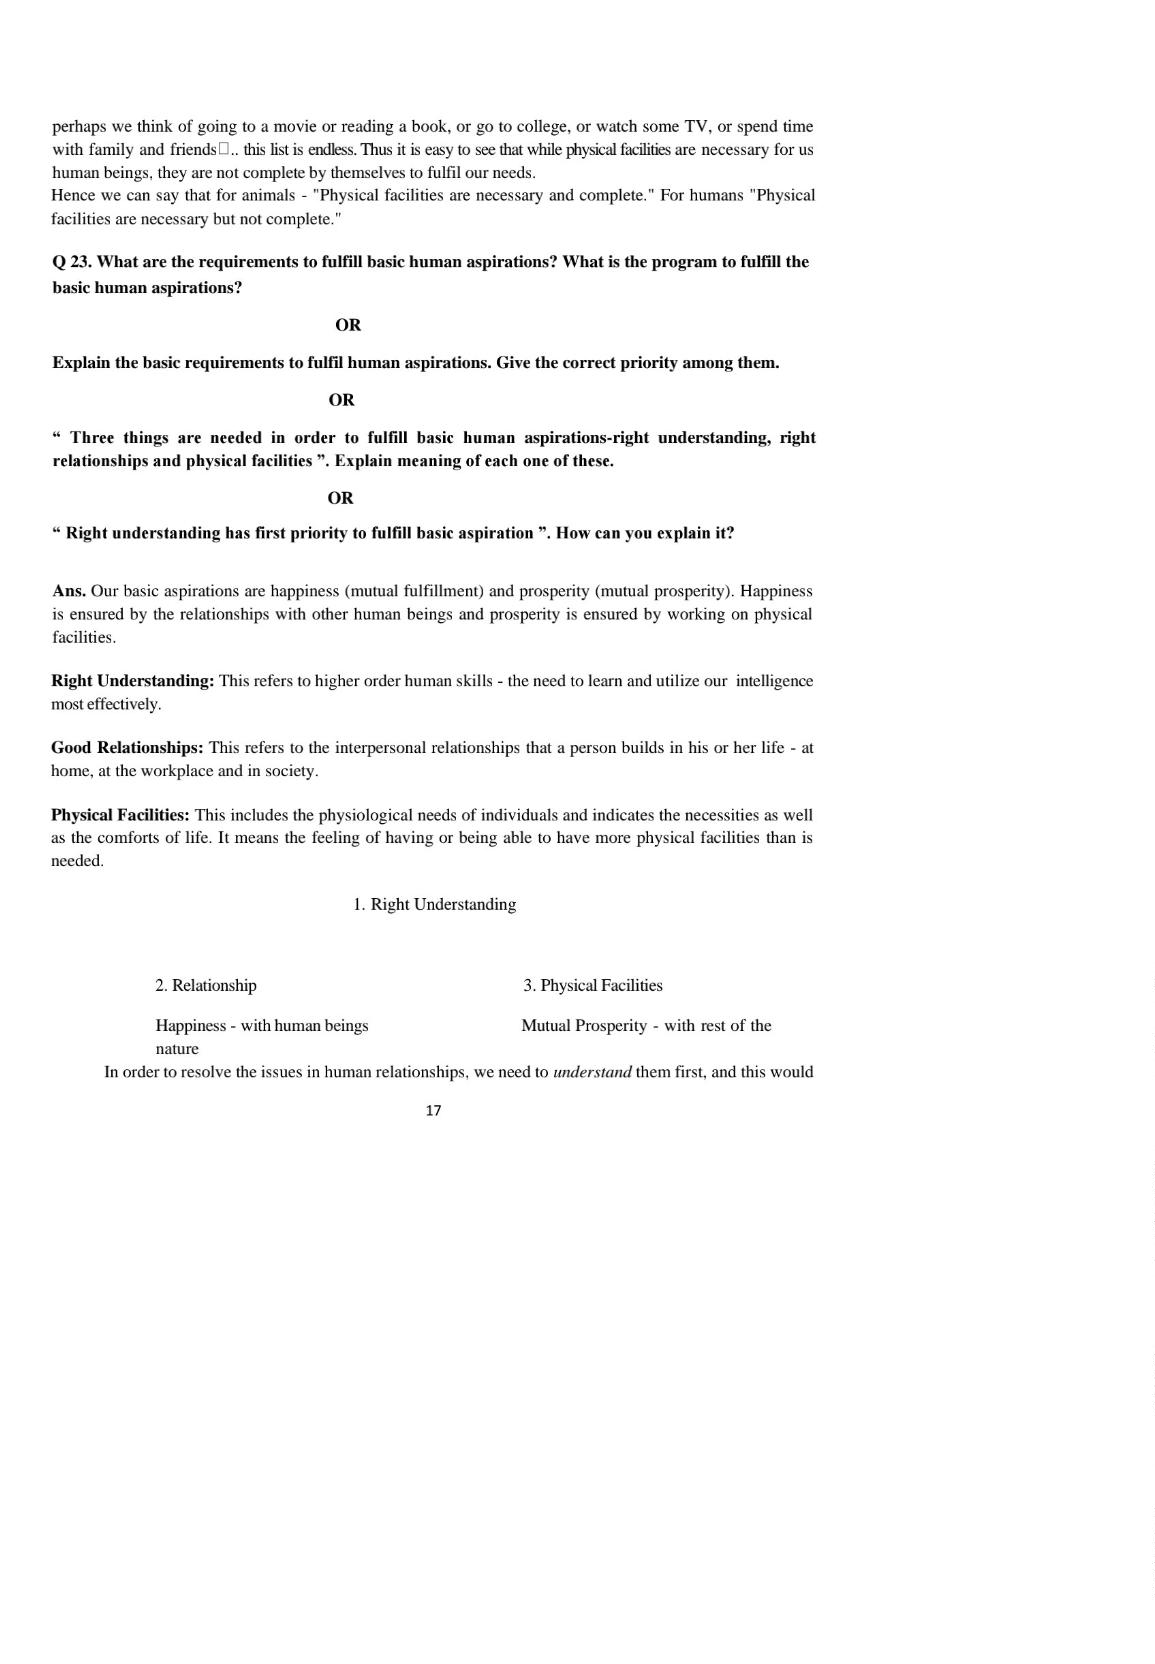 perhaps we think of going to a movie or reading a book, or go to college, or watch some TV, or spend time
with family and friends□.. this list is endless. Thus it is easy to see that while physical facilities are necessary for us
human beings, they are not complete by themselves to fulfil our needs.
Hence we can say that for animals - "Physical facilities are necessary and complete." For humans "Physical
facilities are necessary but not complete."
Q 23. What are the requirements to fulfill basic human aspirations? What is the program to fulfill the
basic human aspirations?
OR
Explain the basic requirements to fulfil human aspirations. Give the correct priority among them.
OR
“ Three things are needed in order to fulfill basic human aspirations-right understanding, right
relationships and physical facilities ”. Explain meaning of each one of these.
OR
“ Right understanding has first priority to fulfill basic aspiration ”. How can you explain it?
Ans. Our basic aspirations are happiness (mutual fulfillment) and prosperity (mutual prosperity). Happiness
is ensured by the relationships with other human beings and prosperity is ensured by working on physical
facilities.
Right Understanding: This refers to higher order human skills - the need to learn and utilize our intelligence
most effectively.
Good Relationships: This refers to the interpersonal relationships that a person builds in his or her life - at
home, at the workplace and in society.
Physical Facilities: This includes the physiological needs of individuals and indicates the necessities as well
as the comforts of life. It means the feeling of having or being able to have more physical facilities than is
needed.
1. Right Understanding
2. Relationship 3. Physical Facilities
Happiness - with human beings Mutual Prosperity - with rest of the
nature
In order to resolve the issues in human relationships, we need to understand them first, and this would
17